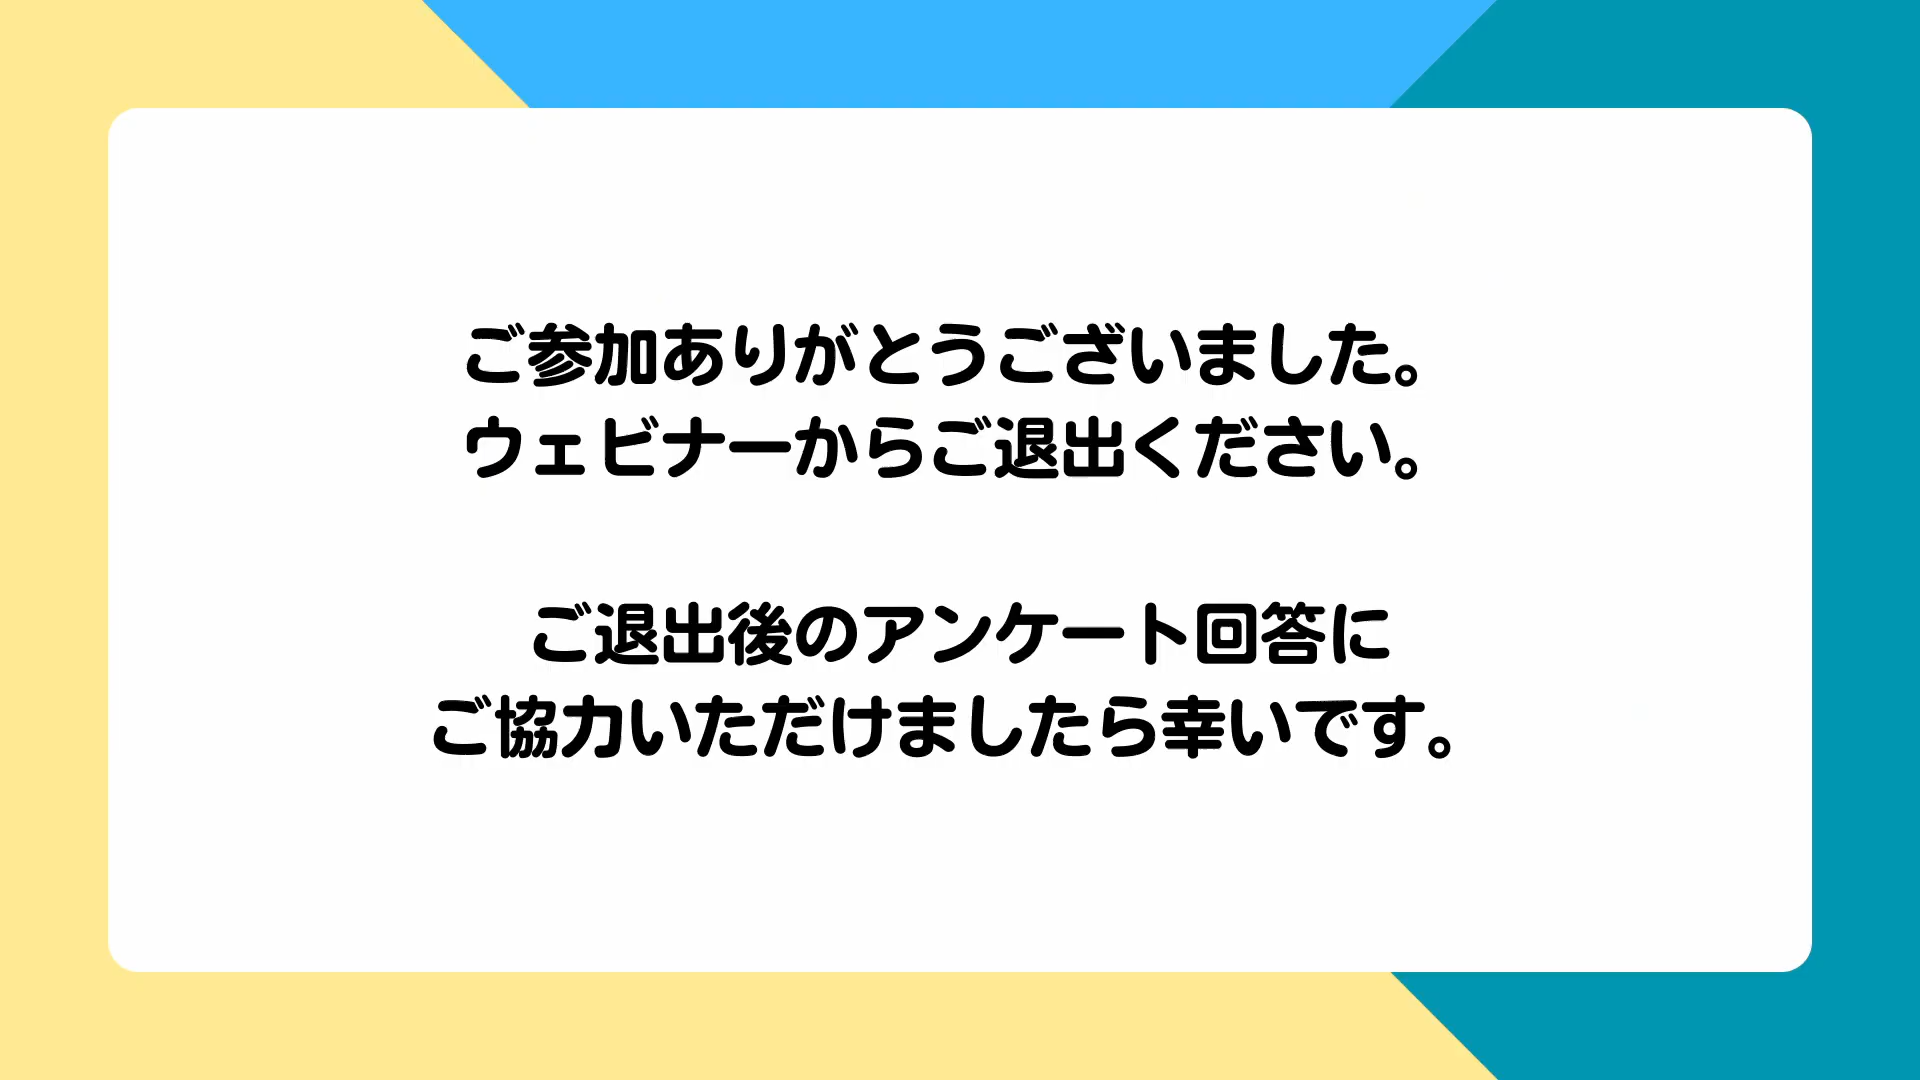 ご参加ありがとうございました。
ウェビナーからご退出ください。
ご退出後のアンケート回答に
ご協力いただけましたら幸いです。